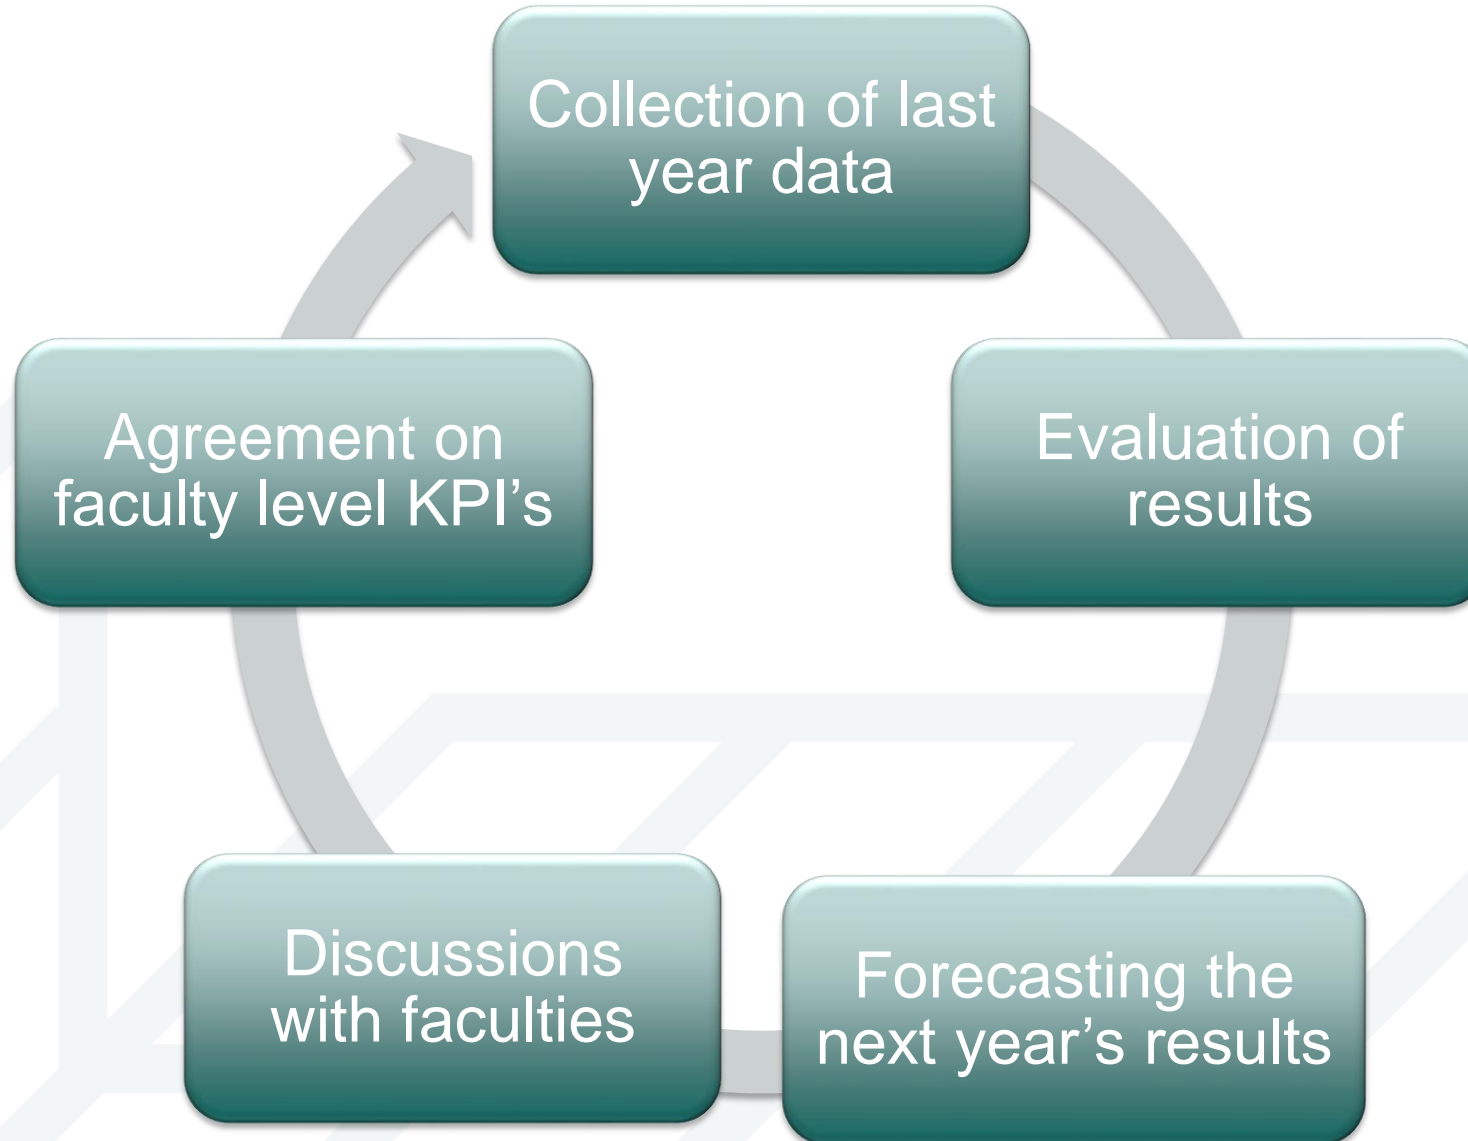 Collection of last
year data
Evaluation of
results
Forecasting the
next year’s results
Discussions
with faculties
Agreement on
faculty level KPI’s